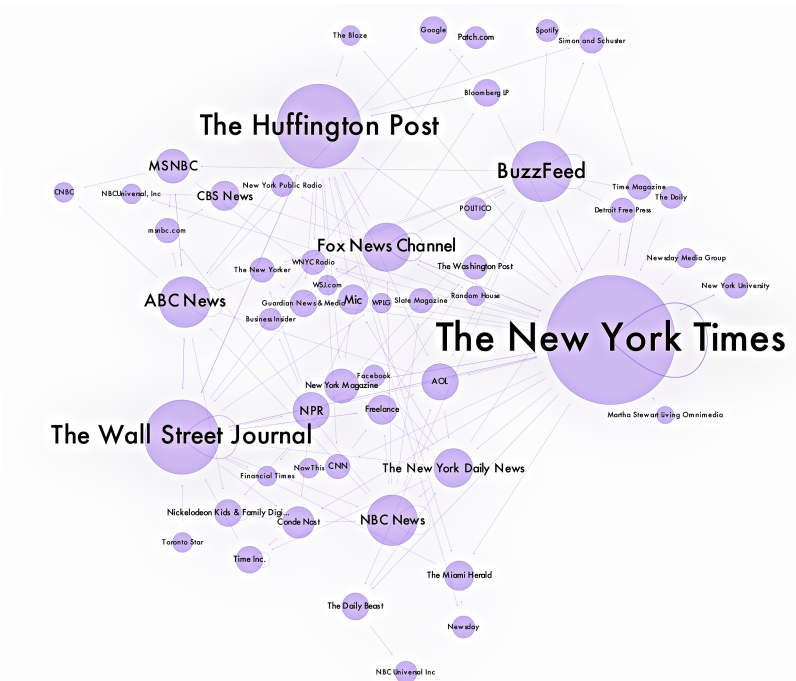 Google
Spotify
The Blaze
Patch.com
Simon and Schuster
Bloomberg LP
The Huffington Post
MSNBC
BuzzFeed
New York Public Radio
Time Magazine
CNBC
NBCUniversal, Inc
CBS News
The Daily
POLITICO
Detroit Free Press
msnbc.com
Fox News Channel
Newsday Media Group
WNYC Radio
The Washington Post
The New Yorker
WSJ.com
New York University
Random House
ABC News
Guardian News & Media
Mic
WPLG
Slate Magazine
Business Insider
The New York Times
Facebook
New York Magazine
AOL
NPR
Freelance
Martha Stewart Living Omnimedia
The Wall Street Journal
NowThis
CNN
The New York Daily News
Financial Times
Nickelodeon Kids & Family Digi...
Conde Nast
NBC News
Toronto Star
Time Inc.
The Miami Herald
The Daily Beast
Newsday
NBC Universal Inc